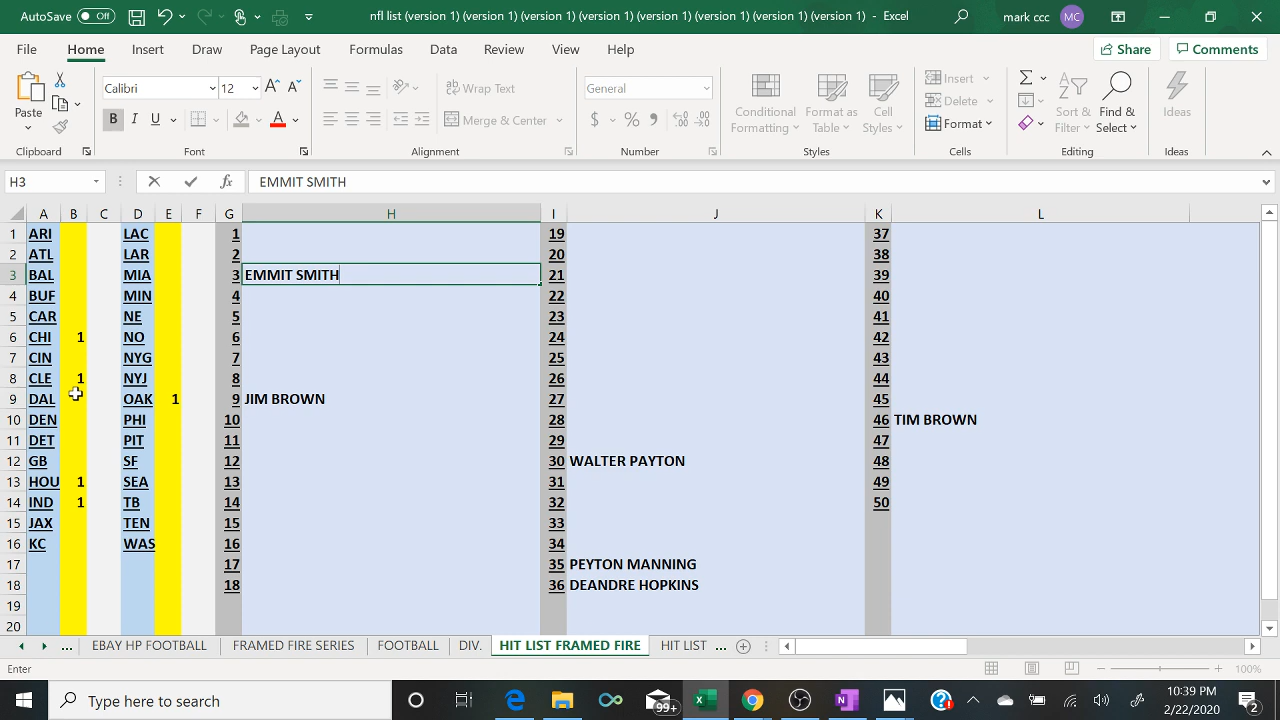 AutoSave Off nfl list (version 1) (version 1) (version 1) (version 1) (version 1) (version 1) (version 1) - Excel mark ccc MC
File Home Insert Draw Page Layout Formulas Data Review View Help Share Comments
Paste Calibri 12 A A B I U A Wrap Text Merge & Center General $ % Conditional Formatting Format as Table Cell Styles Insert Delete Format Sort & Filter Find & Select Ideas
Clipboard Font Alignment Number Styles Cells Editing Ideas
H3 fx EMMIT SMITH
A B C D E F G H I J K L
1 ARI LAC 1 19 37
2 ATL LAR 2 20 38
3 BAL MIA 3 EMMIT SMITH 21 39
4 BUF MIN 4 22 40
5 CAR NE 5 23 41
6 CHI 1 NO 6 24 42
7 CIN NYG 7 25 43
8 CLE 1 NYJ 8 26 44
9 DAL OAK 1 9 JIM BROWN 27 45
10 DEN PHI 10 28 46 TIM BROWN
11 DET PIT 11 29 47
12 GB SF 12 30 WALTER PAYTON 48
13 HOU 1 SEA 13 31 49
14 IND 1 TB 14 32 50
15 JAX TEN 15 33
16 KC WAS 16 34
17 17 35 PEYTON MANNING
18 18 36 DEANDRE HOPKINS
19
20
... EBAY HP FOOTBALL FRAMED FIRE SERIES FOOTBALL DIV. HIT LIST FRAMED FIRE HIT LIST ...
Enter 100%
Type here to search 99+ 10:39 PM
2/22/2020 2